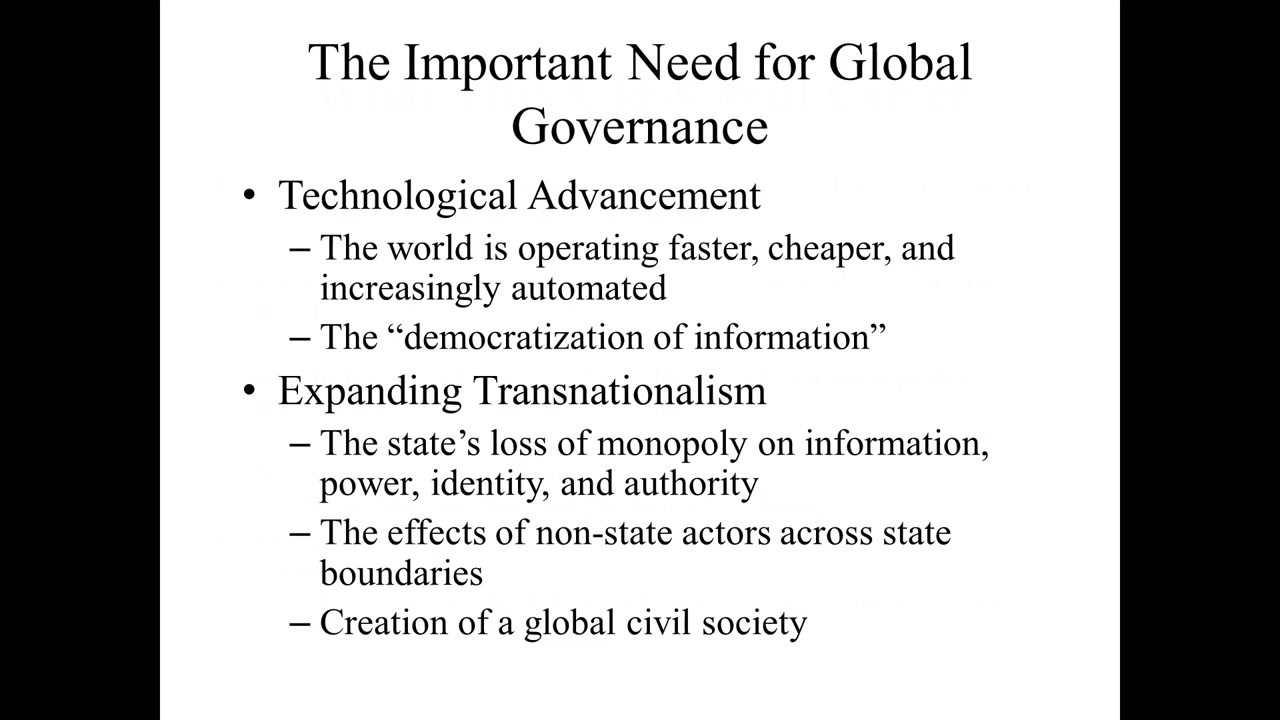 The Important Need for Global
Governance
• Technological Advancement
– The world is operating faster, cheaper, and
increasingly automated
– The “democratization of information”
• Expanding Transnationalism
– The state’s loss of monopoly on information,
power, identity, and authority
– The effects of non-state actors across state
boundaries
– Creation of a global civil society